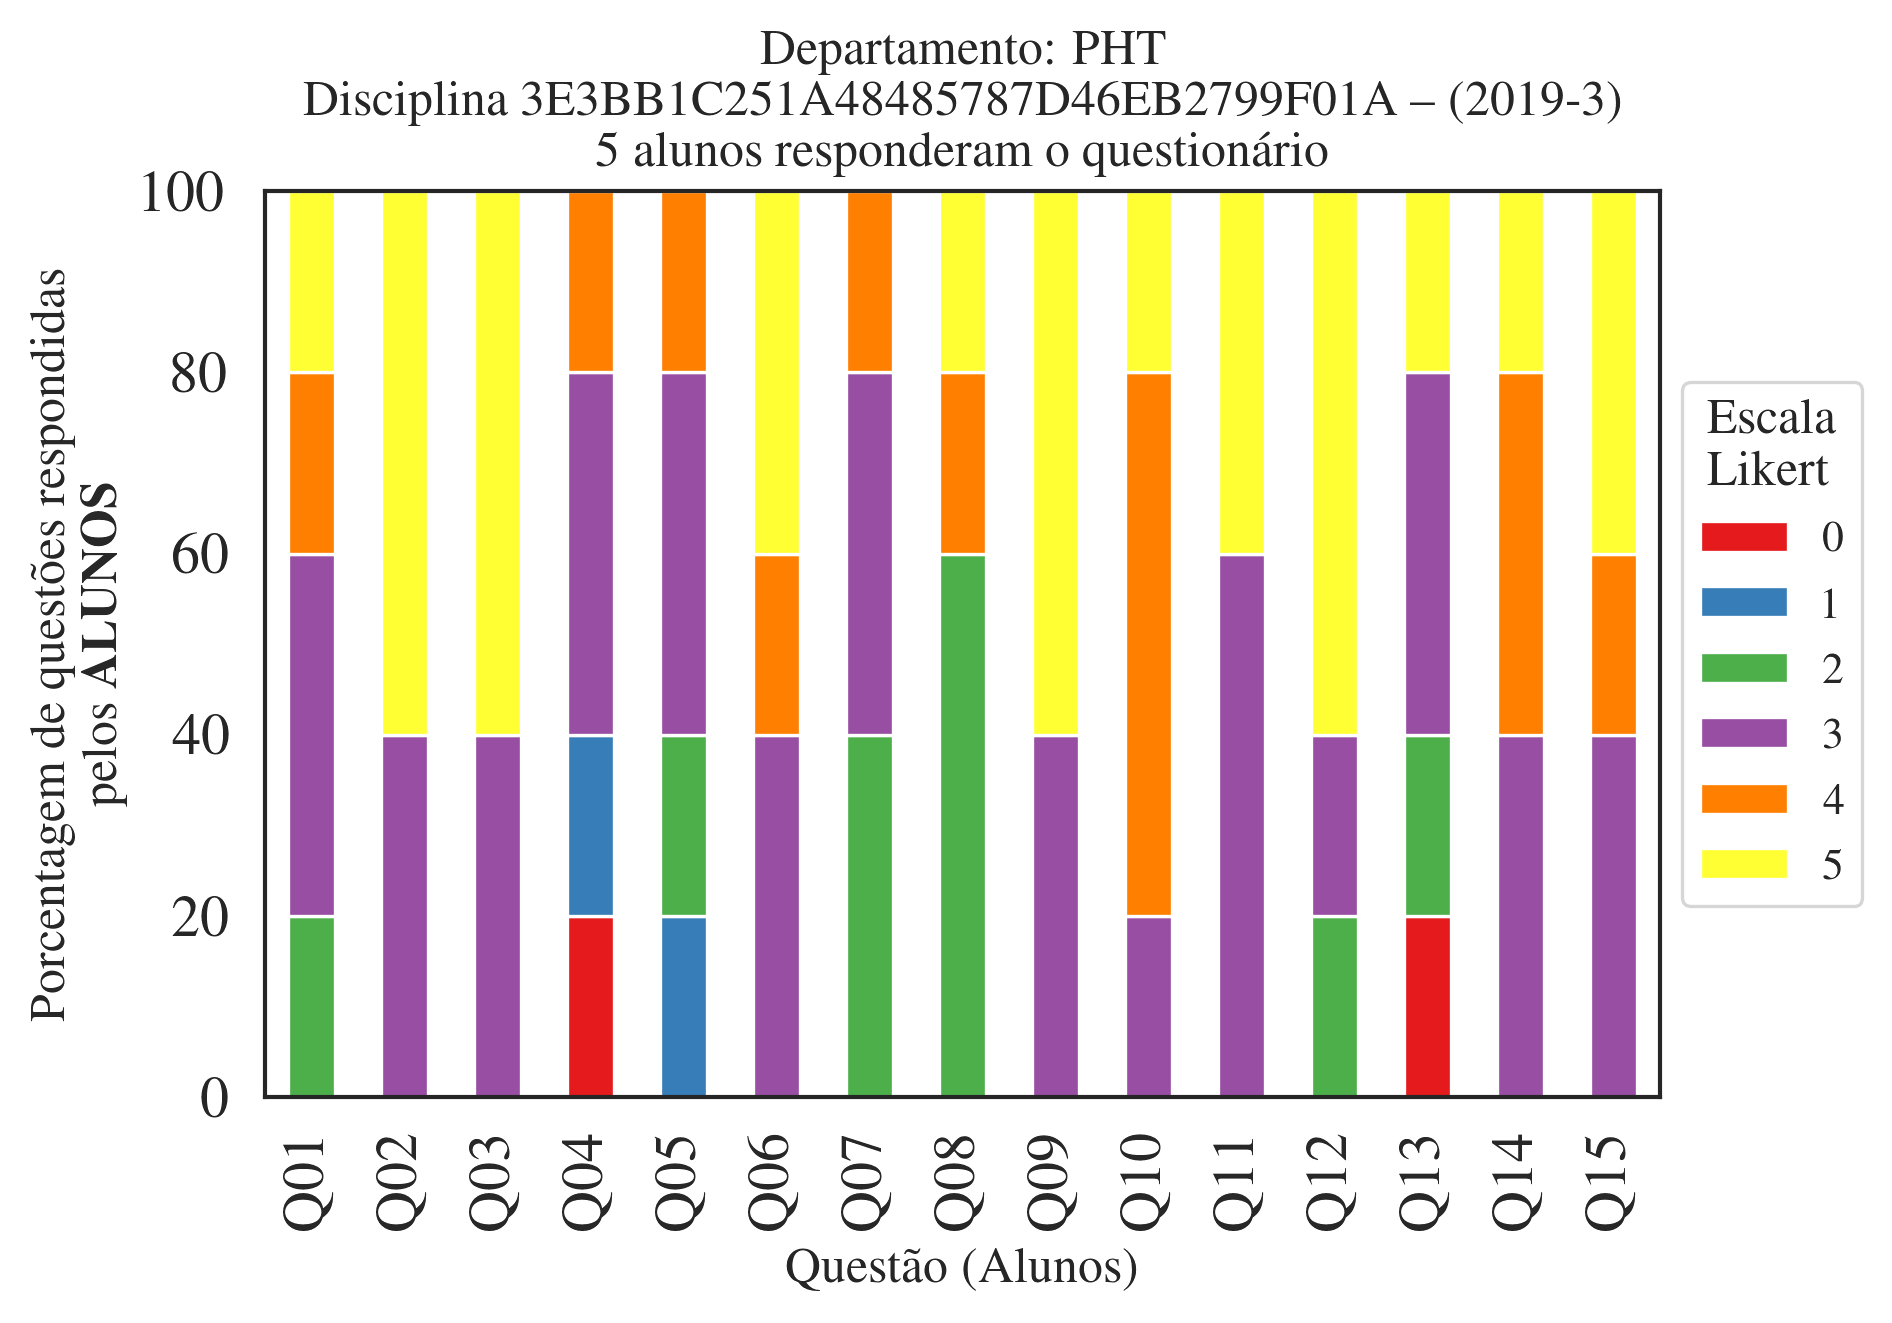 Departamento: PHT
Disciplina 3E3BB1C251A48485787D46EB2799F01A – (2019-3)
5 alunos responderam o questionário
Porcentagem de questões respondidas
pelos ALUNOS
100
80
60
40
20
0
Q01
Q02
Q03
Q04
Q05
Q06
Q07
Q08
Q09
Q10
Q11
Q12
Q13
Q14
Q15
Questão (Alunos)
Escala
Likert
0
1
2
3
4
5